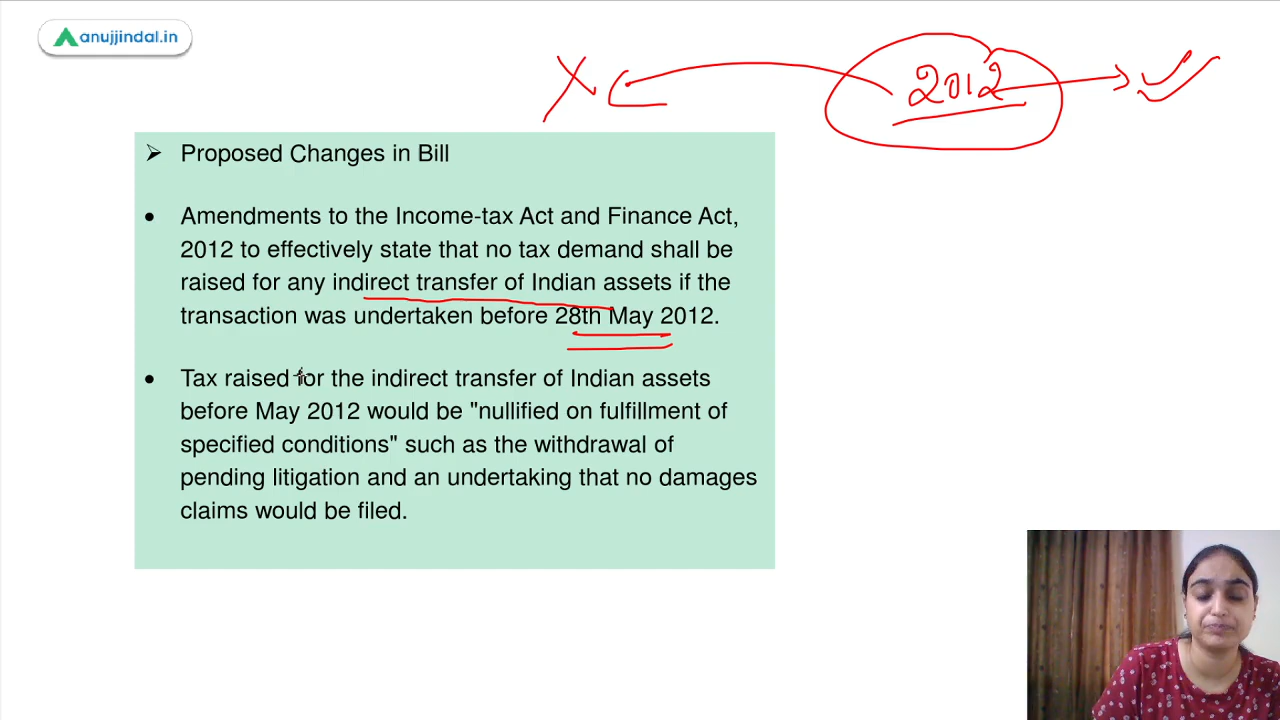 anujjindal.in
2012
➢ Proposed Changes in Bill
• Amendments to the Income-tax Act and Finance Act,
2012 to effectively state that no tax demand shall be
raised for any indirect transfer of Indian assets if the
transaction was undertaken before 28th May 2012.
• Tax raised for the indirect transfer of Indian assets
before May 2012 would be "nullified on fulfillment of
specified conditions" such as the withdrawal of
pending litigation and an undertaking that no damages
claims would be filed.